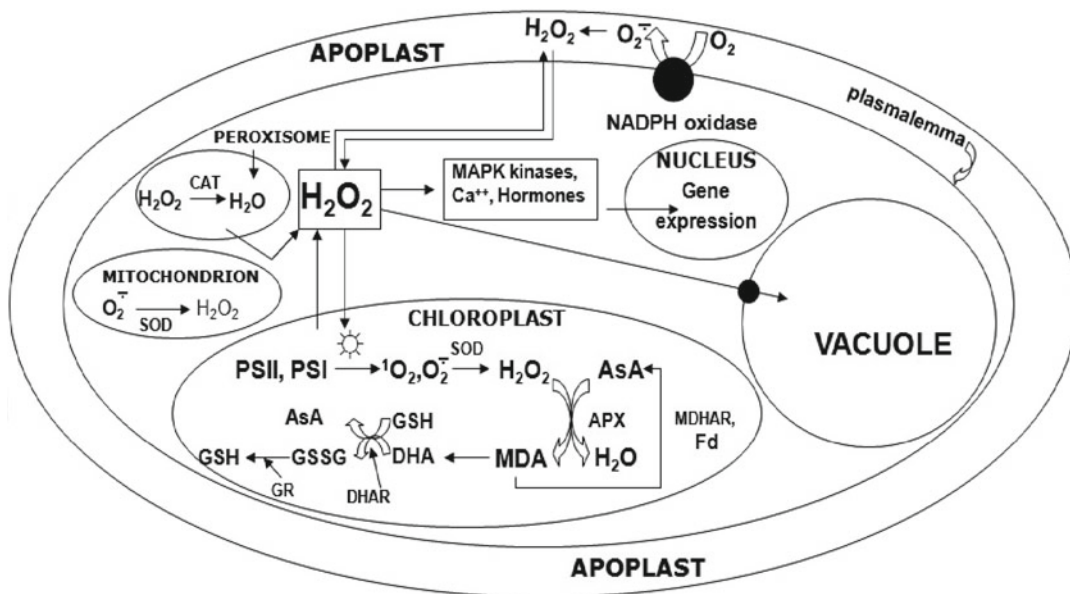 H₂O₂ O₂∸ O₂
APOPLAST
NADPH oxidase
plasmalemma
PEROXISOME
H₂O₂ CAT H₂O
H₂O₂
MAPK kinases,
Ca⁺⁺, Hormones
NUCLEUS
Gene
expression
MITOCHONDRION
O₂∸ SOD H₂O₂
VACUOLE
CHLOROPLAST
PSII, PSI ¹O₂,O₂∸ SOD H₂O₂ AsA
AsA GSH APX MDHAR,
Fd
GSH GSSG DHA MDA H₂O
GR DHAR
APOPLAST